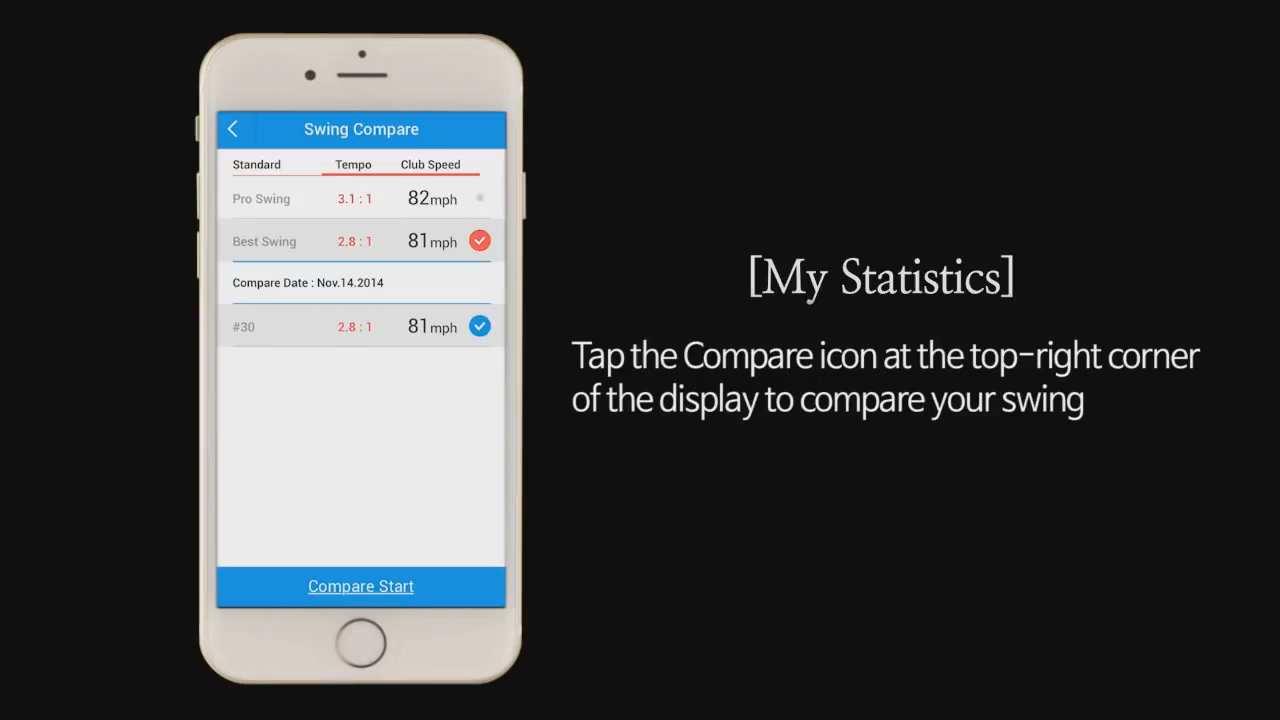 Swing Compare
Standard Tempo Club Speed
Pro Swing 3.1 : 1 82mph
Best Swing 2.8 : 1 81mph
Compare Date : Nov.14.2014
#30 2.8 : 1 81mph
Compare Start
[My Statistics]
Tap the Compare icon at the top-right corner
of the display to compare your swing